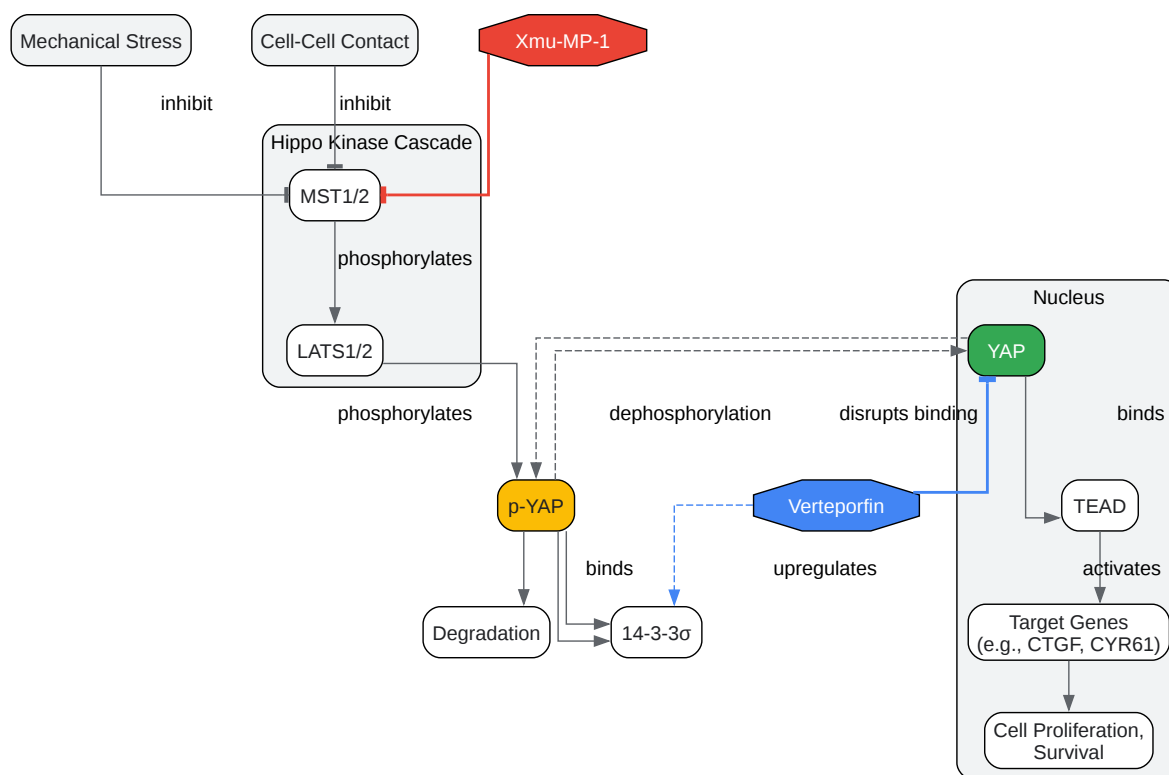 Mechanical Stress
Cell-Cell Contact
Xmu-MP-1
inhibit
inhibit
Hippo Kinase Cascade
MST1/2
phosphorylates
Nucleus
LATS1/2
YAP
phosphorylates
dephosphorylation
disrupts binding
binds
p-YAP
Verteporfin
TEAD
binds
upregulates
activates
Degradation
14-3-3σ
Target Genes
(e.g., CTGF, CYR61)
Cell Proliferation,
Survival